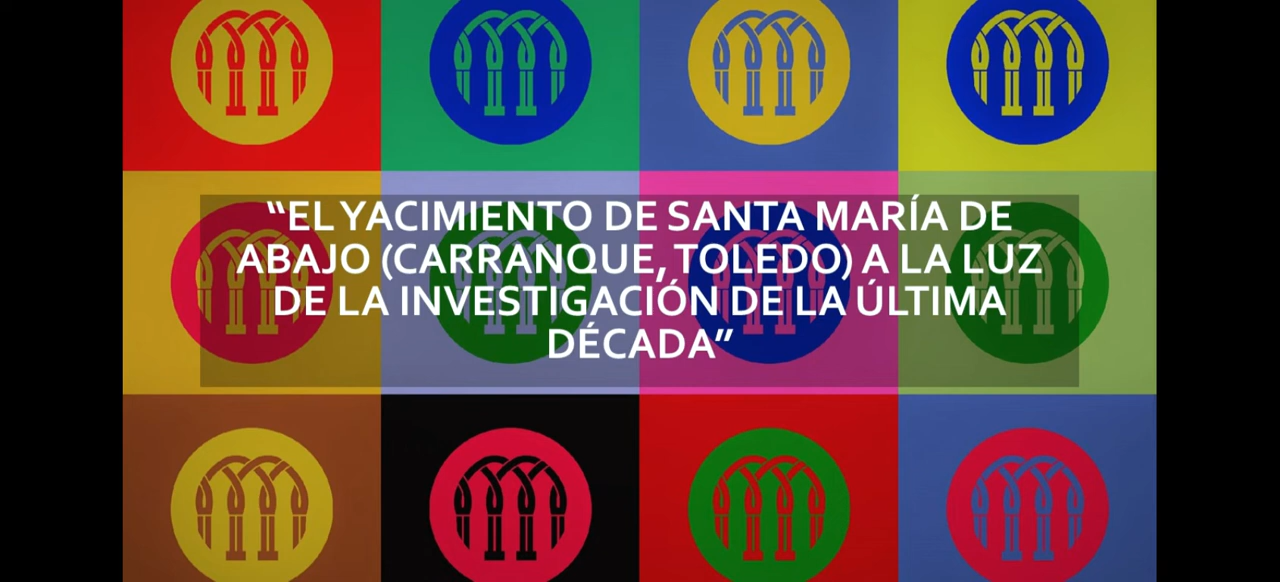 “EL YACIMIENTO DE SANTA MARÍA DE
ABAJO (CARRANQUE, TOLEDO) A LA LUZ
DE LA INVESTIGACIÓN DE LA ÚLTIMA
DÉCADA”